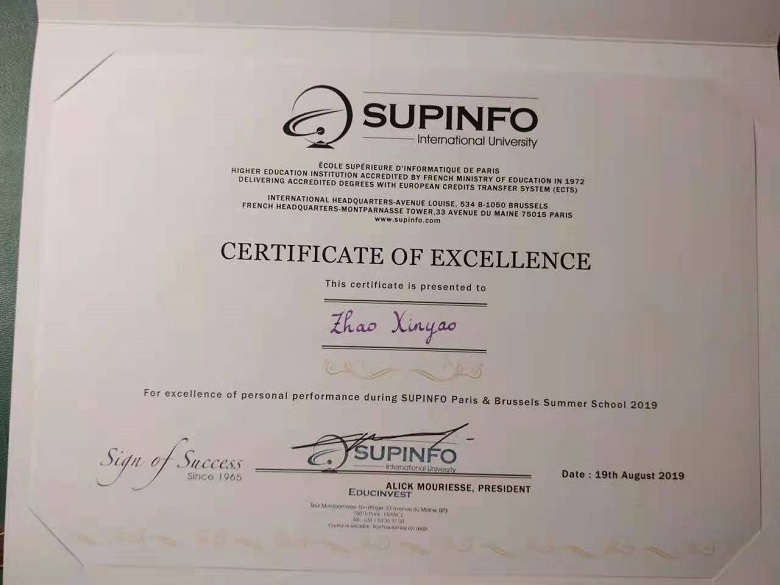 SUPINFO
International University
ÉCOLE SUPÉRIEURE D'INFORMATIQUE DE PARIS
HIGHER EDUCATION INSTITUTION ACCREDITED BY FRENCH MINISTRY OF EDUCATION IN 1972
DELIVERING ACCREDITED DEGREES WITH EUROPEAN CREDITS TRANSFER SYSTEM (ECTS)
INTERNATIONAL HEADQUARTERS-AVENUE LOUISE, 534 B-1050 BRUSSELS
FRENCH HEADQUARTERS-MONTPARNASSE TOWER,33 AVENUE DU MAINE 75015 PARIS
www.supinfo.com
CERTIFICATE OF EXCELLENCE
This certificate is presented to
Zhao Xinyao
For excellence of personal performance during SUPINFO Paris & Brussels Summer School 2019
Sign of Success
Since 1965
SUPINFO
International University
Date : 19th August 2019
ALICK MOURIESSE, PRESIDENT
EDUCINVEST
75015 Paris - FRANCE